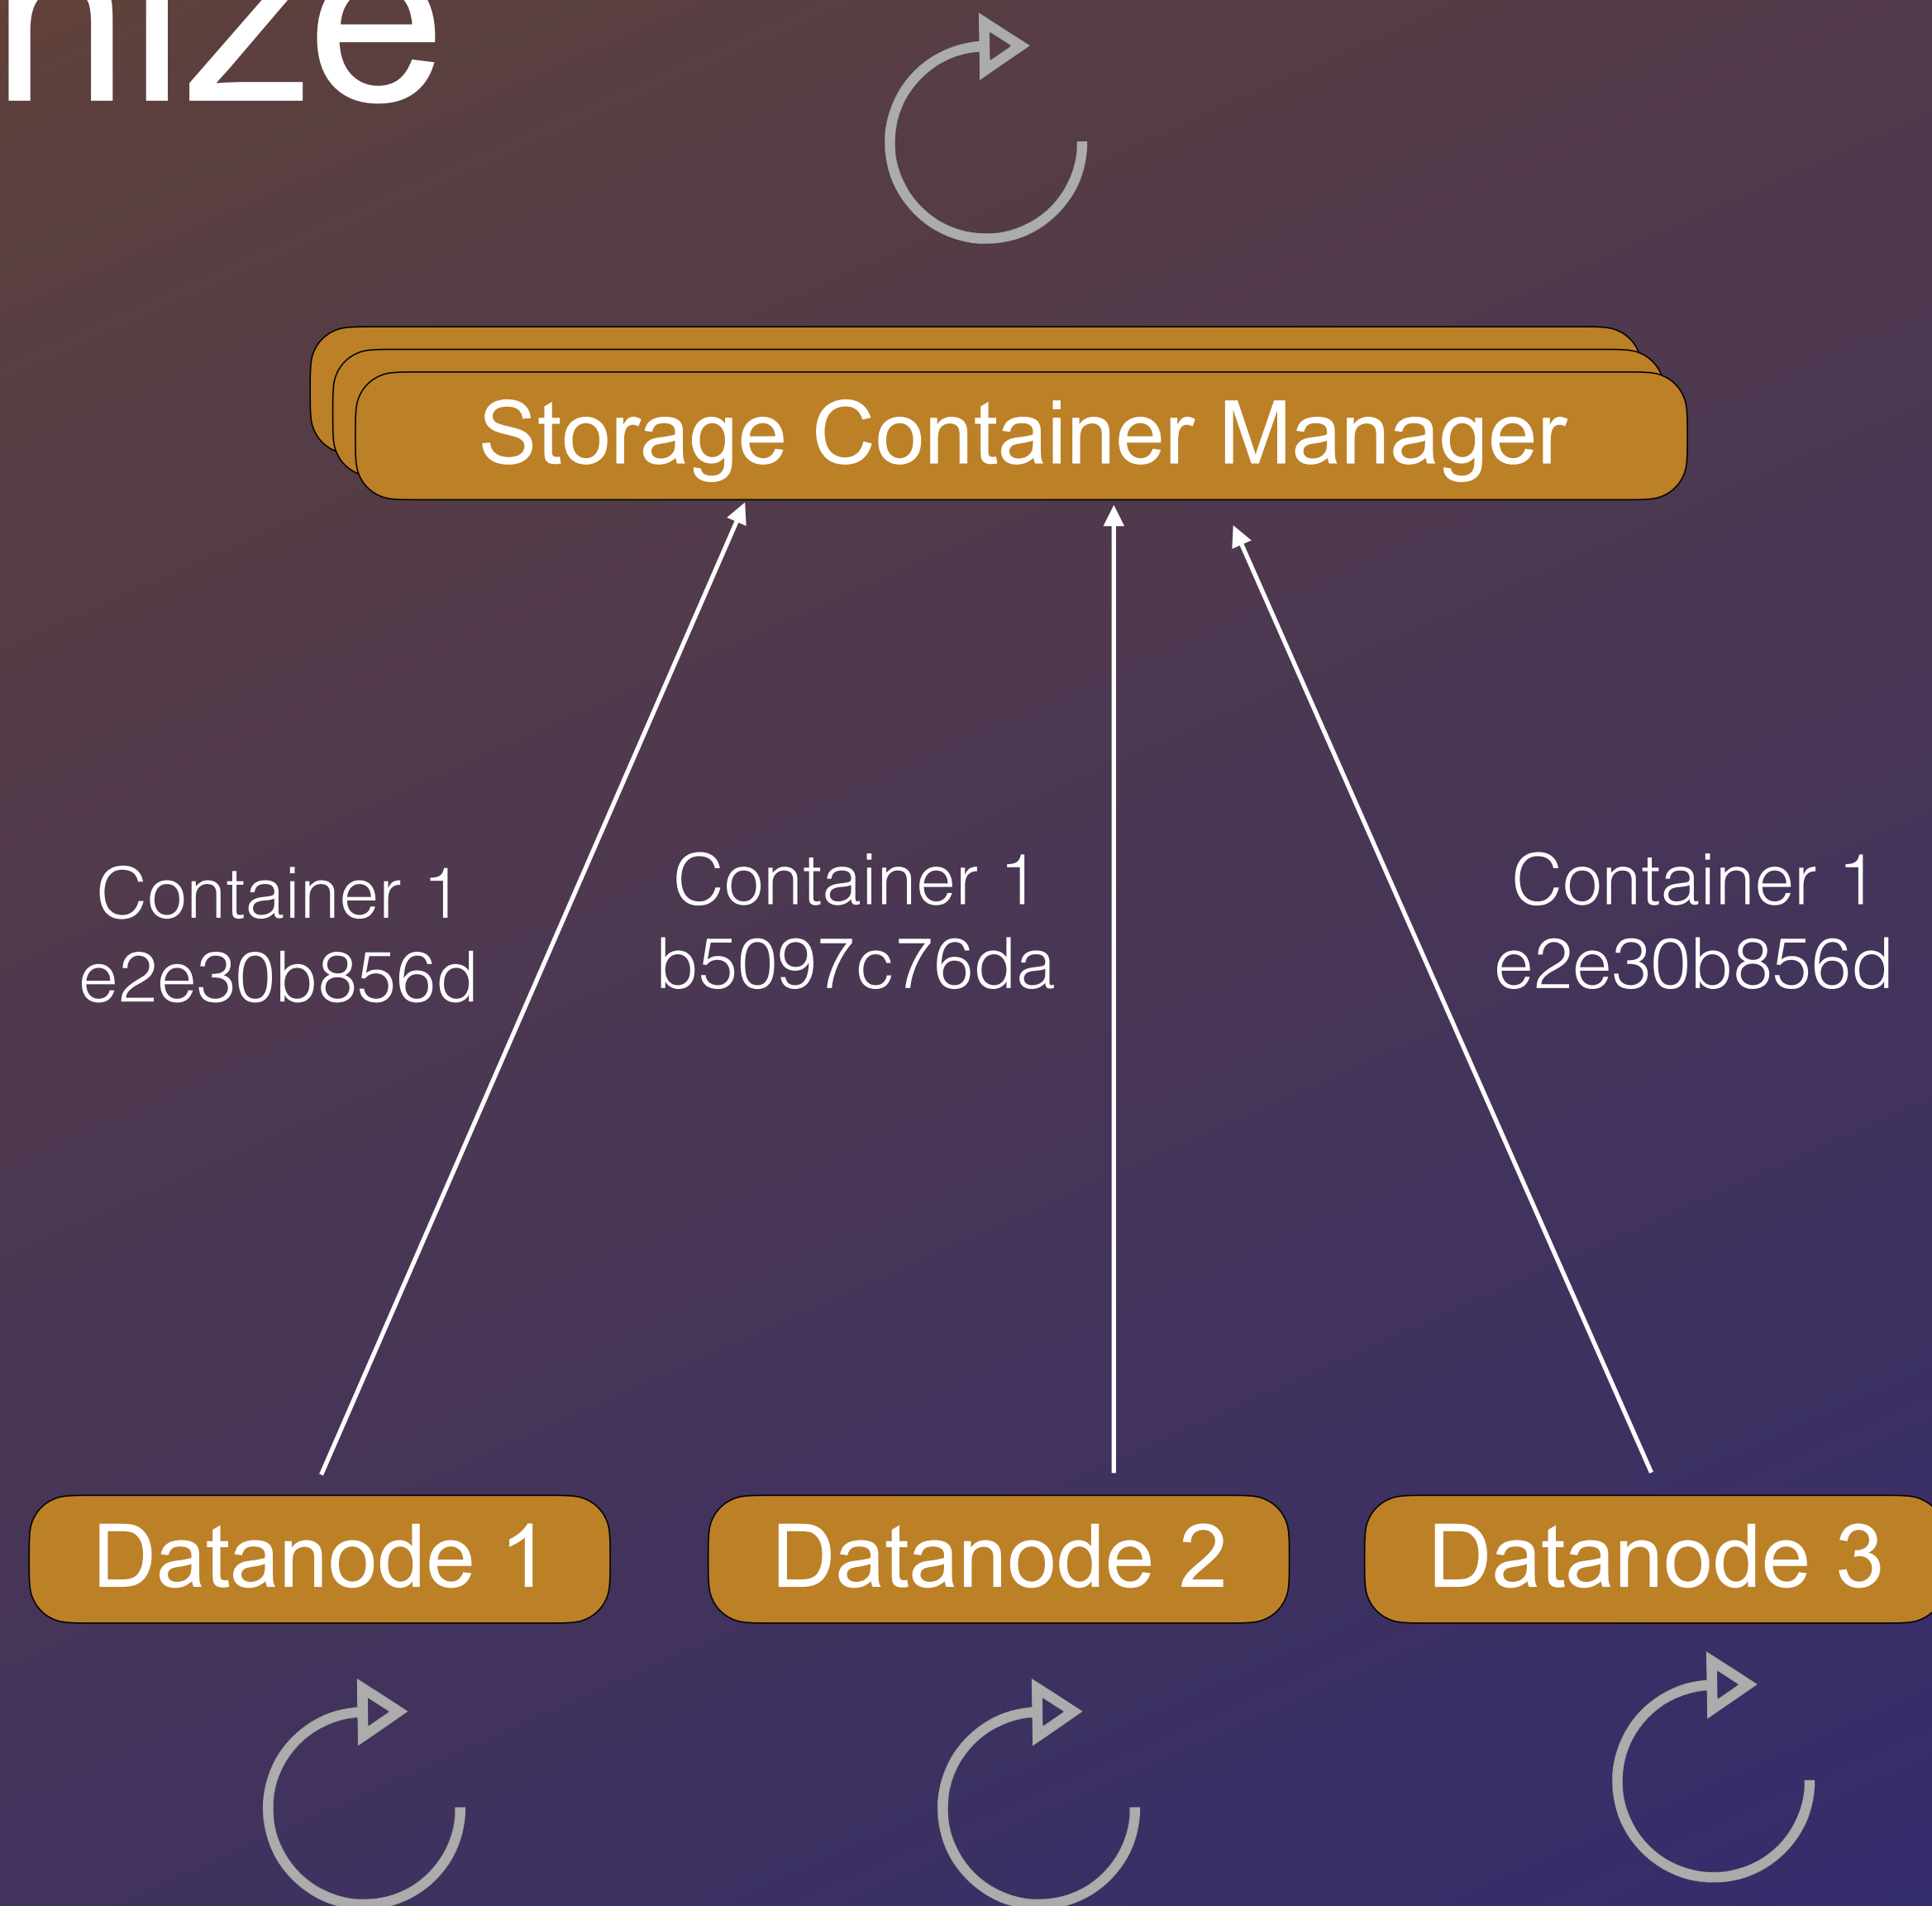 nize
Storage Container Manager
Container 1
e2e30b856d
Container 1
b5097c76da
Container 1
e2e30b856d
Datanode 1
Datanode 2
Datanode 3